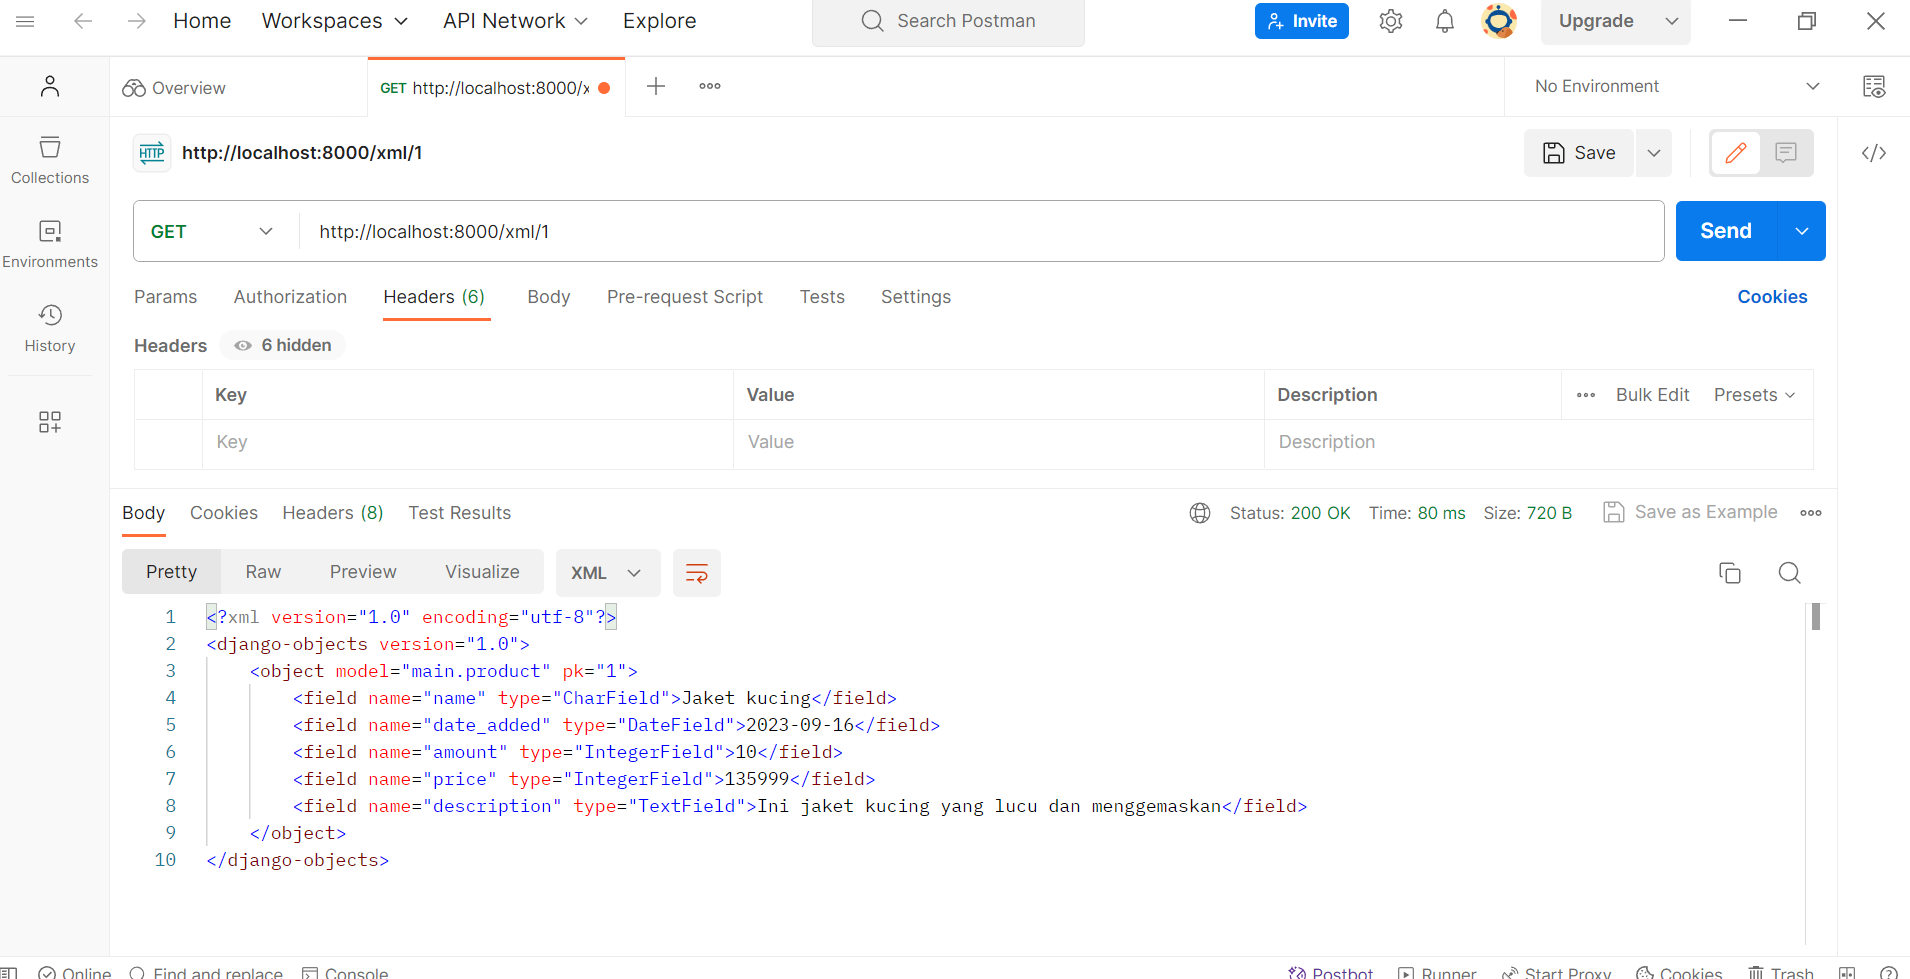 Home Workspaces API Network Explore Search Postman Invite Upgrade
Overview GET http://localhost:8000/x No Environment
HTTP http://localhost:8000/xml/1 Save
Collections
Environments
History
GET http://localhost:8000/xml/1 Send
Params Authorization Headers (6) Body Pre-request Script Tests Settings Cookies
Headers 6 hidden
Key Value Description Bulk Edit Presets
Key Value Description
Body Cookies Headers (8) Test Results Status: 200 OK Time: 80 ms Size: 720 B Save as Example
Pretty Raw Preview Visualize XML
1 <?xml version="1.0" encoding="utf-8"?>
2 <django-objects version="1.0">
3 <object model="main.product" pk="1">
4 <field name="name" type="CharField">Jaket kucing</field>
5 <field name="date_added" type="DateField">2023-09-16</field>
6 <field name="amount" type="IntegerField">10</field>
7 <field name="price" type="IntegerField">135999</field>
8 <field name="description" type="TextField">Ini jaket kucing yang lucu dan menggemaskan</field>
9 </object>
10 </django-objects>
Online Find and replace Console Postbot Runner Start Proxy Cookies Trash